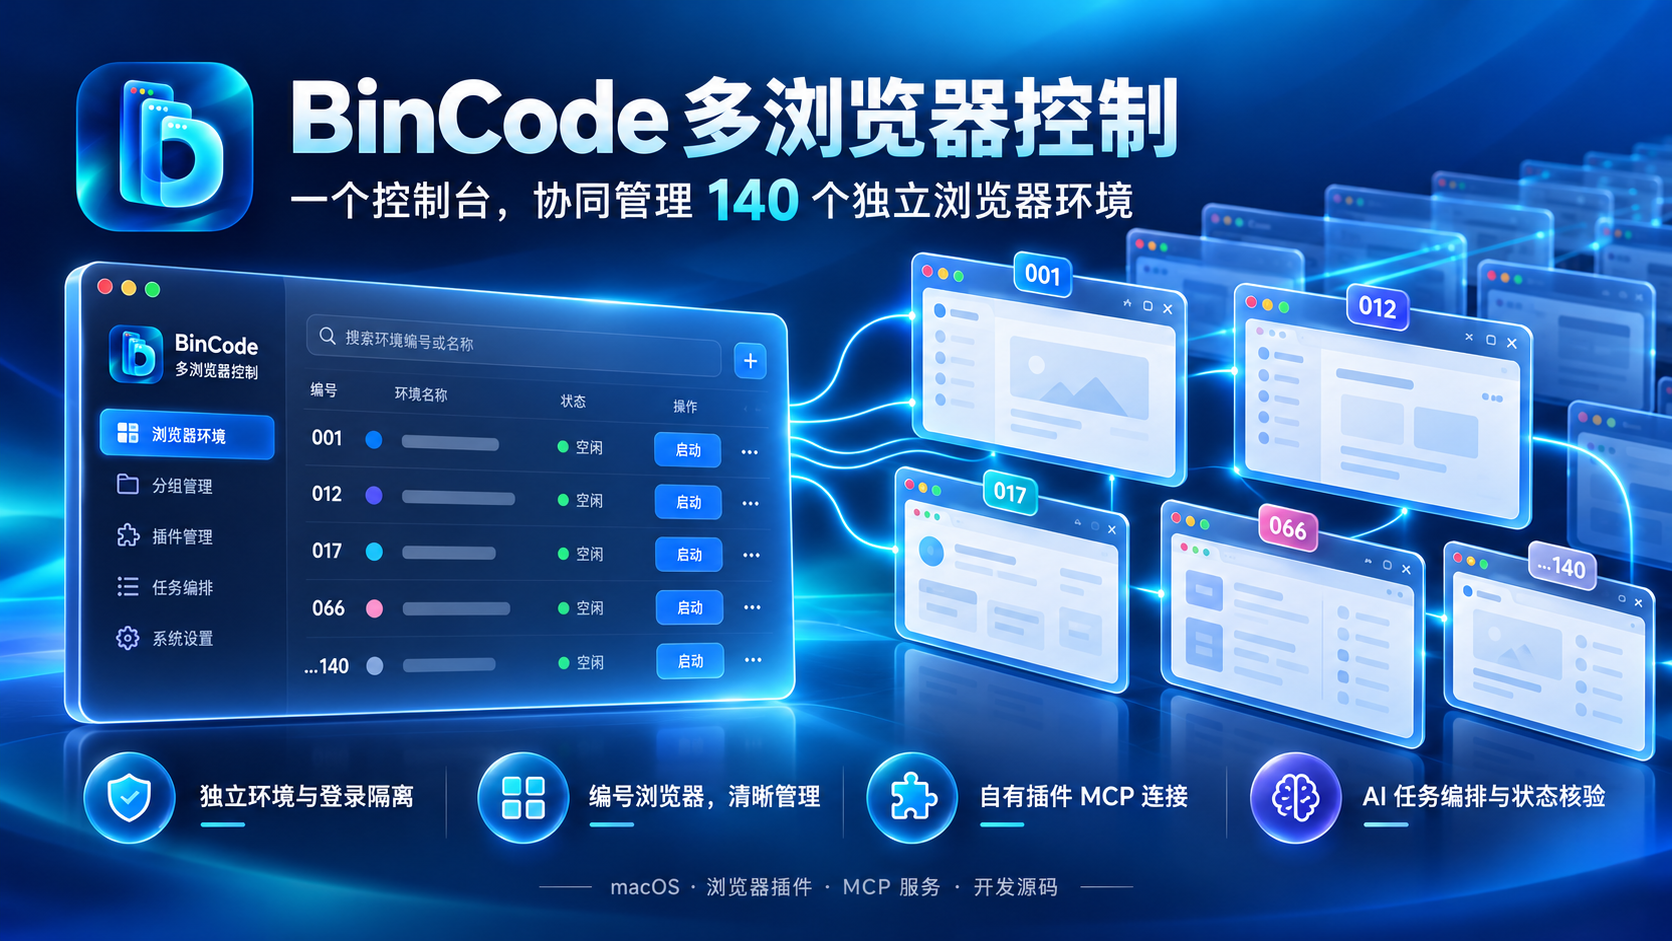 BinCode 多浏览器控制
一个控制台，协同管理 140 个独立浏览器环境
BinCode
多浏览器控制
浏览器环境
分组管理
插件管理
任务编排
系统设置
搜索环境编号或名称
+
编号 环境名称 状态 操作
001 空闲 启动 •••
012 空闲 启动 •••
017 空闲 启动 •••
066 空闲 启动 •••
...140 空闲 启动 •••
001
012
017
066
...140
独立环境与登录隔离
编号浏览器，清晰管理
自有插件 MCP 连接
AI 任务编排与状态核验
macOS · 浏览器插件 · MCP 服务 · 开发源码